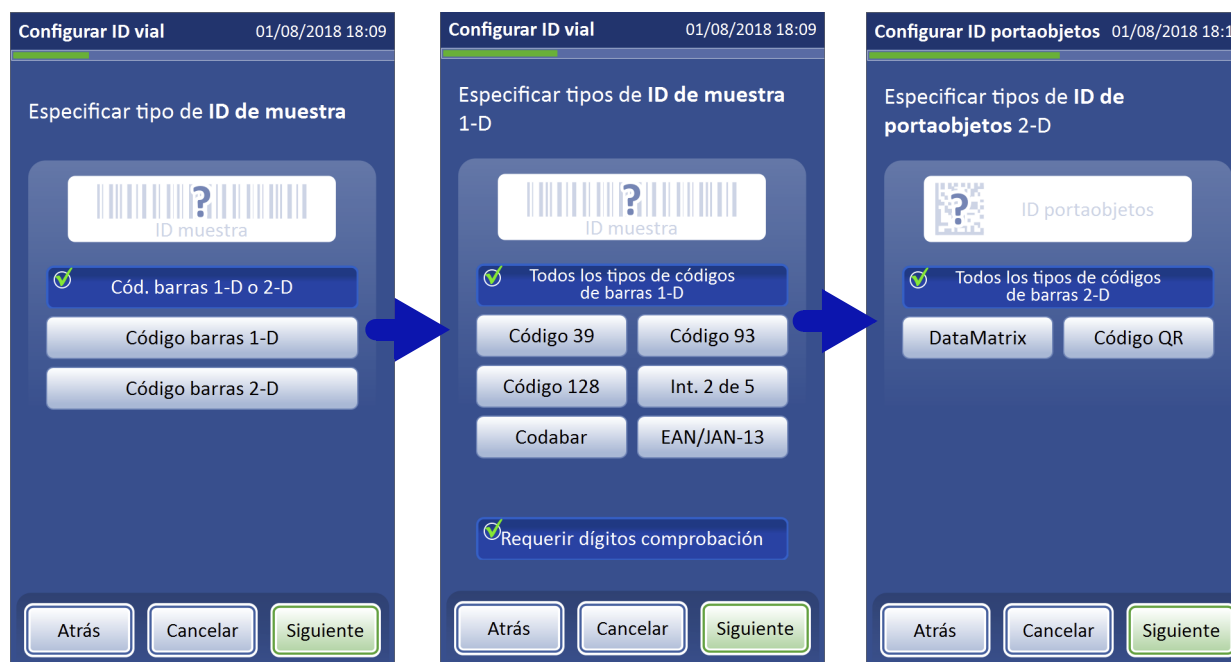 Configurar ID vial 01/08/2018 18:09
Especificar tipo de ID de muestra
?
ID muestra
Cód. barras 1-D o 2-D
Código barras 1-D
Código barras 2-D
Atrás Cancelar Siguiente
Configurar ID vial 01/08/2018 18:09
Especificar tipos de ID de muestra
1-D
?
ID muestra
Todos los tipos de códigos
de barras 1-D
Código 39 Código 93
Código 128 Int. 2 de 5
Codabar EAN/JAN-13
Requerir dígitos comprobación
Atrás Cancelar Siguiente
Configurar ID portaobjetos 01/08/2018 18:1
Especificar tipos de ID de
portaobjetos 2-D
?
ID portaobjetos
Todos los tipos de códigos
de barras 2-D
DataMatrix Código QR
Atrás Cancelar Siguiente